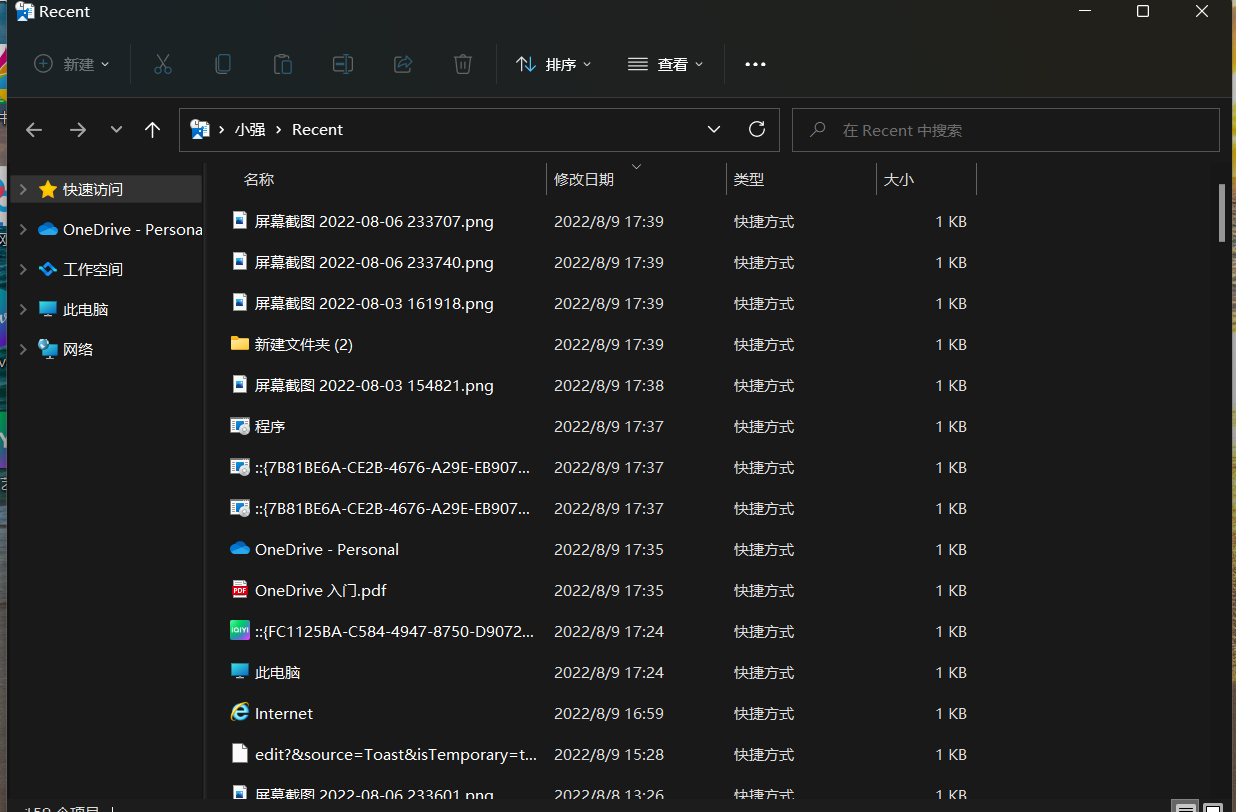 Recent
新建
排序
查看
小强 > Recent
在 Recent 中搜索
名称 修改日期 类型 大小
快速访问
OneDrive - Persona
工作空间
此电脑
网络
屏幕截图 2022-08-06 233707.png 2022/8/9 17:39 快捷方式 1 KB
屏幕截图 2022-08-06 233740.png 2022/8/9 17:39 快捷方式 1 KB
屏幕截图 2022-08-03 161918.png 2022/8/9 17:39 快捷方式 1 KB
新建文件夹 (2) 2022/8/9 17:39 快捷方式 1 KB
屏幕截图 2022-08-03 154821.png 2022/8/9 17:38 快捷方式 1 KB
程序 2022/8/9 17:37 快捷方式 1 KB
::{7B81BE6A-CE2B-4676-A29E-EB907... 2022/8/9 17:37 快捷方式 1 KB
::{7B81BE6A-CE2B-4676-A29E-EB907... 2022/8/9 17:37 快捷方式 1 KB
OneDrive - Personal 2022/8/9 17:35 快捷方式 1 KB
OneDrive 入门.pdf 2022/8/9 17:35 快捷方式 1 KB
::{FC1125BA-C584-4947-8750-D9072... 2022/8/9 17:24 快捷方式 1 KB
此电脑 2022/8/9 17:24 快捷方式 1 KB
Internet 2022/8/9 16:59 快捷方式 1 KB
edit?&source=Toast&isTemporary=t... 2022/8/9 15:28 快捷方式 1 KB
屏幕截图 2022-08-06 233601.png 2022/8/8 13:26 快捷方式 1 KB